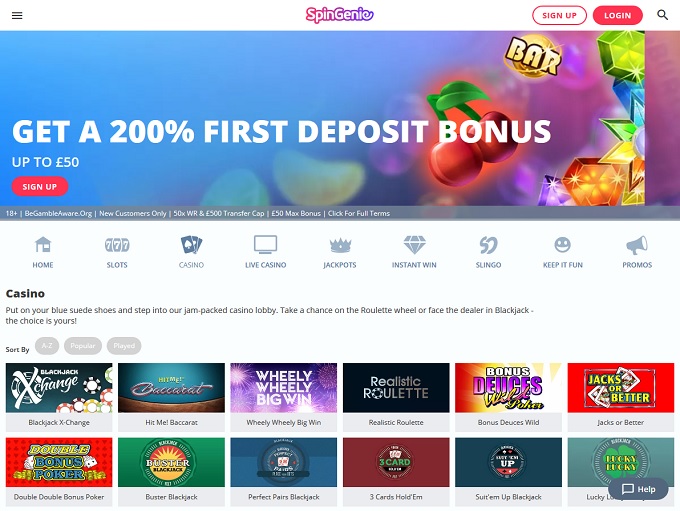 SpinGenie
SIGN UP
LOGIN
BAR
GET A 200% FIRST DEPOSIT BONUS
UP TO £50
SIGN UP
18+ | BeGambleAware.Org | New Customers Only | 50x WR & £500 Transfer Cap | £50 Max Bonus | Click For Full Terms
HOME
SLOTS
CASINO
LIVE CASINO
JACKPOTS
INSTANT WIN
SLINGO
KEEP IT FUN
PROMOS
Casino
Put on your blue suede shoes and step into our jam-packed casino lobby. Take a chance on the Roulette wheel or face the dealer in Blackjack -
the choice is yours!
Sort By
A-Z
Popular
Played
BLACKJACK
Xchange
HIT ME!
Baccarat
WHEELY
WHEELY
BIG WIN
Realistic
ROULETTE
BONUS
DEUCES
Wild
Poker
JACKS
OR
BETTER
Blackjack X-Change
Hit Me! Baccarat
Wheely Wheely Big Win
Realistic Roulette
Bonus Deuces Wild
Jacks or Better
DOUBLE
BONUS
POKER
BUSTER
BLACKJACK
PERFECT
PAIRS
3 CARD
HOLD'EM
SUIT 'EM
UP
LUCKY
LUCKY
Double Double Bonus Poker
Buster Blackjack
Perfect Pairs Blackjack
3 Cards Hold'Em
Suit'em Up Blackjack
Lucky
Help